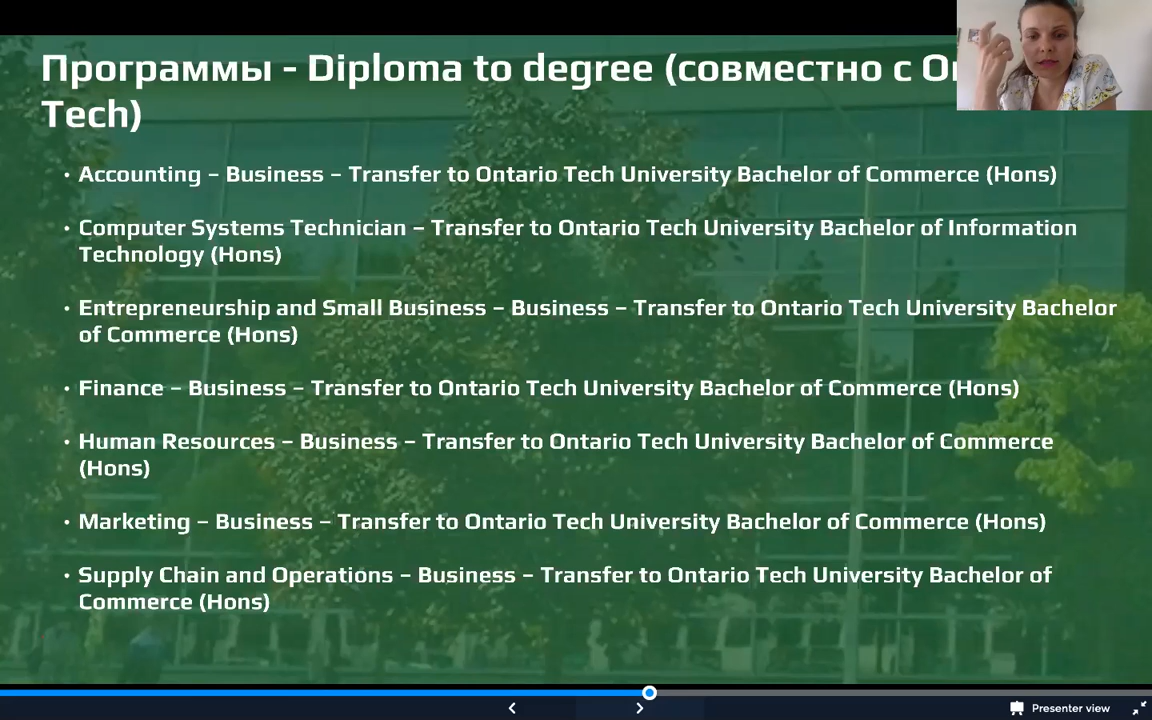 Программы - Diploma to degree (совместно с
Tech)
• Accounting – Business – Transfer to Ontario Tech University Bachelor of Commerce (Hons)
• Computer Systems Technician – Transfer to Ontario Tech University Bachelor of Information
Technology (Hons)
• Entrepreneurship and Small Business – Business – Transfer to Ontario Tech University Bachelor
of Commerce (Hons)
• Finance – Business – Transfer to Ontario Tech University Bachelor of Commerce (Hons)
• Human Resources – Business – Transfer to Ontario Tech University Bachelor of Commerce
(Hons)
• Marketing – Business – Transfer to Ontario Tech University Bachelor of Commerce (Hons)
• Supply Chain and Operations – Business – Transfer to Ontario Tech University Bachelor of
Commerce (Hons)
Presenter view